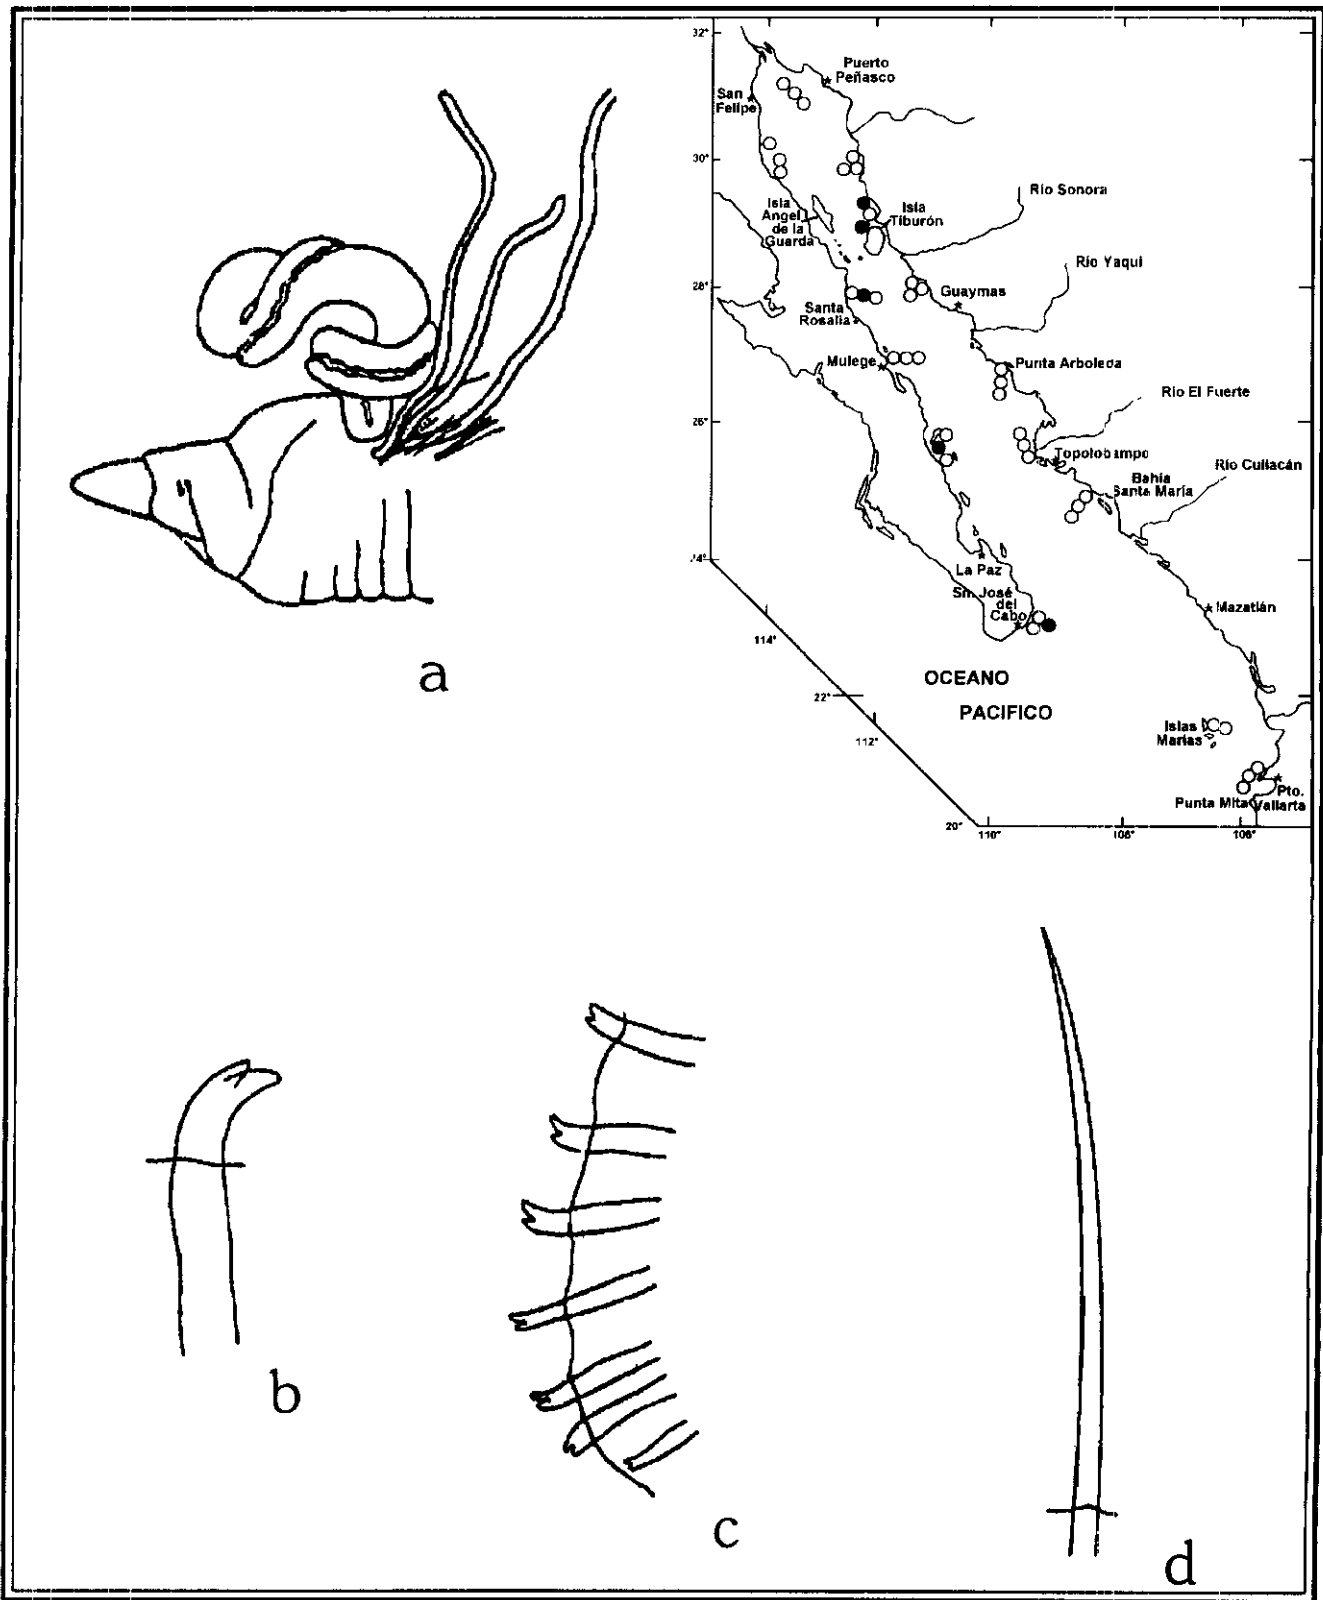 32°
Puerto
Peñasco
San
Felipe
30°
Río Sonora
Isla
Angel
de la
Guarda
Isla
Tiburón
Río Yaqui
28°
Guaymas
Santa
Rosalia
Mulege
Punta Arboleda
Río El Fuerte
26°
Topolobampo
Río Culiacán
Bahía
Santa María
24°
La Paz
Sn. José
del
Cabo
Mazatlán
114°
OCEANO
PACIFICO
22°
112°
Islas
Marías
Pto.
Vallarta
Punta Mita
20°
110°
108°
106°
a
b
c
d